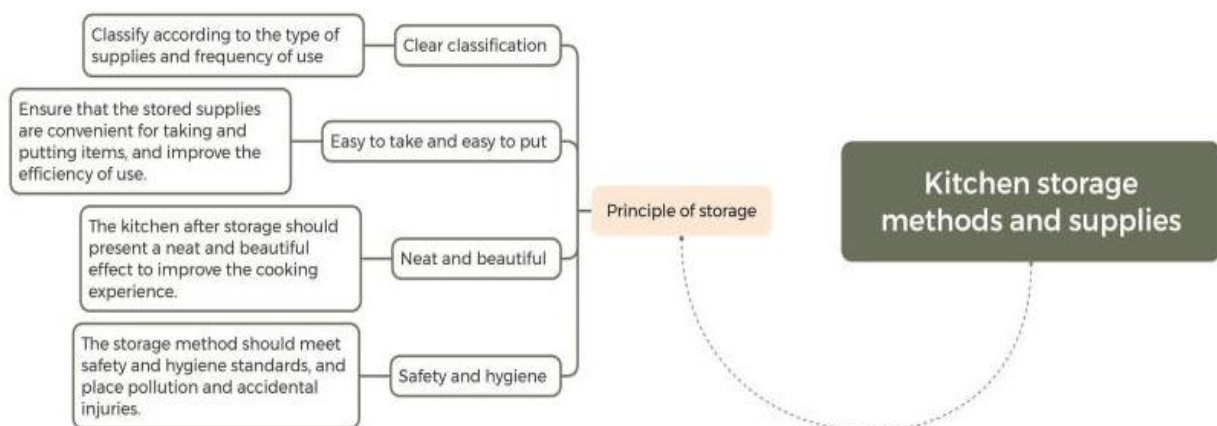 Classify according to the type of
supplies and frequency of use
Clear classification
Ensure that the stored supplies
are convenient for taking and
putting items, and improve the
efficiency of use.
Easy to take and easy to put
The kitchen after storage should
present a neat and beautiful
effect to improve the cooking
experience.
Neat and beautiful
The storage method should meet
safety and hygiene standards, and
place pollution and accidental
injuries.
Safety and hygiene
Principle of storage
Kitchen storage
methods and supplies